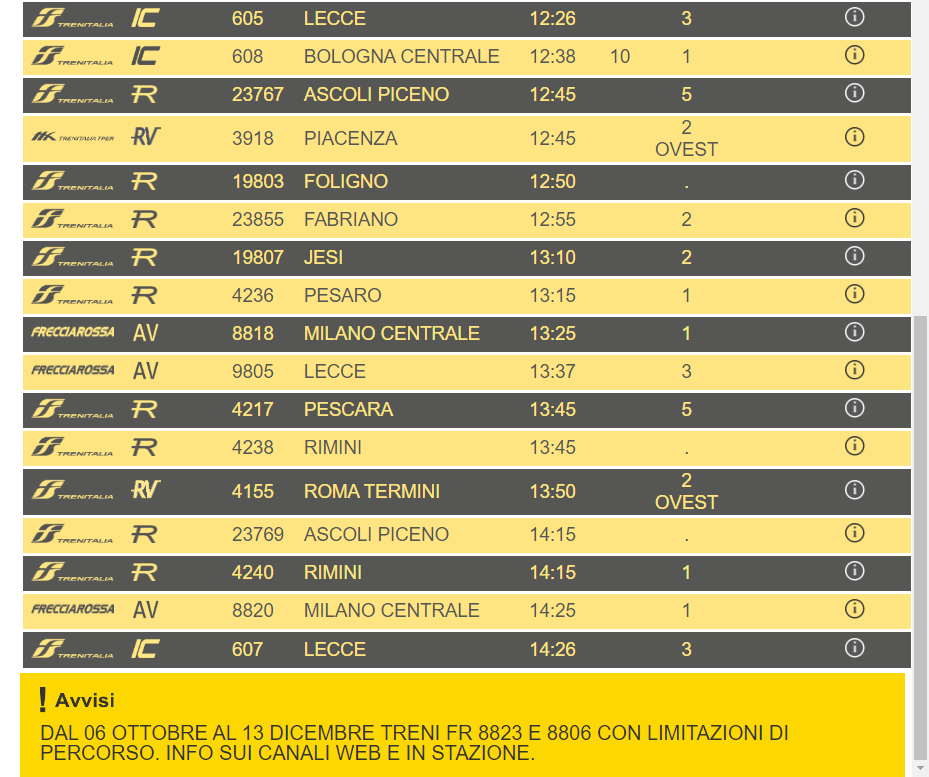 TRENITALIA IC 605 LECCE 12:26 3
TRENITALIA IC 608 BOLOGNA CENTRALE 12:38 10 1
TRENITALIA R 23767 ASCOLI PICENO 12:45 5
TRENITALIA TPER RV 3918 PIACENZA 12:45 2
OVEST
TRENITALIA R 19803 FOLIGNO 12:50 .
TRENITALIA R 23855 FABRIANO 12:55 2
TRENITALIA R 19807 JESI 13:10 2
TRENITALIA R 4236 PESARO 13:15 1
FRECCIAROSSA AV 8818 MILANO CENTRALE 13:25 1
FRECCIAROSSA AV 9805 LECCE 13:37 3
TRENITALIA R 4217 PESCARA 13:45 5
TRENITALIA R 4238 RIMINI 13:45 .
TRENITALIA RV 4155 ROMA TERMINI 13:50 2
OVEST
TRENITALIA R 23769 ASCOLI PICENO 14:15 .
TRENITALIA R 4240 RIMINI 14:15 1
FRECCIAROSSA AV 8820 MILANO CENTRALE 14:25 1
TRENITALIA IC 607 LECCE 14:26 3
! Avvisi
DAL 06 OTTOBRE AL 13 DICEMBRE TRENI FR 8823 E 8806 CON LIMITAZIONI DI
PERCORSO. INFO SUI CANALI WEB E IN STAZIONE.